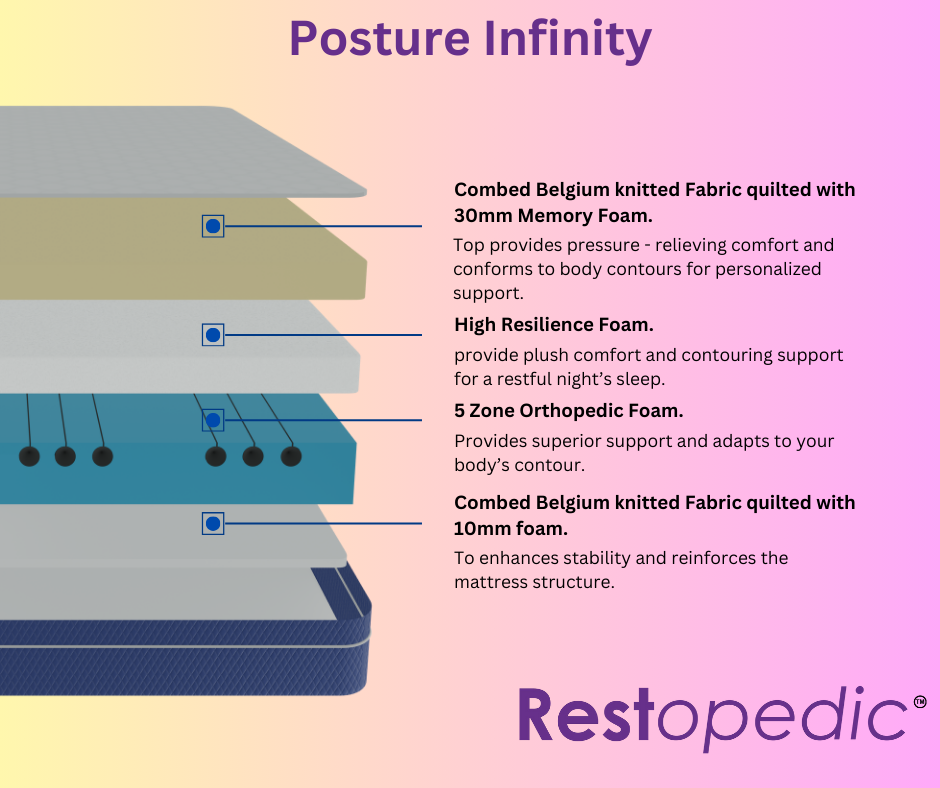 Posture Infinity
Combed Belgium knitted Fabric quilted with
30mm Memory Foam.
Top provides pressure - relieving comfort and
conforms to body contours for personalized
support.
High Resilience Foam.
provide plush comfort and contouring support
for a restful night’s sleep.
5 Zone Orthopedic Foam.
Provides superior support and adapts to your
body’s contour.
Combed Belgium knitted Fabric quilted with
10mm foam.
To enhances stability and reinforces the
mattress structure.
Restopedic™